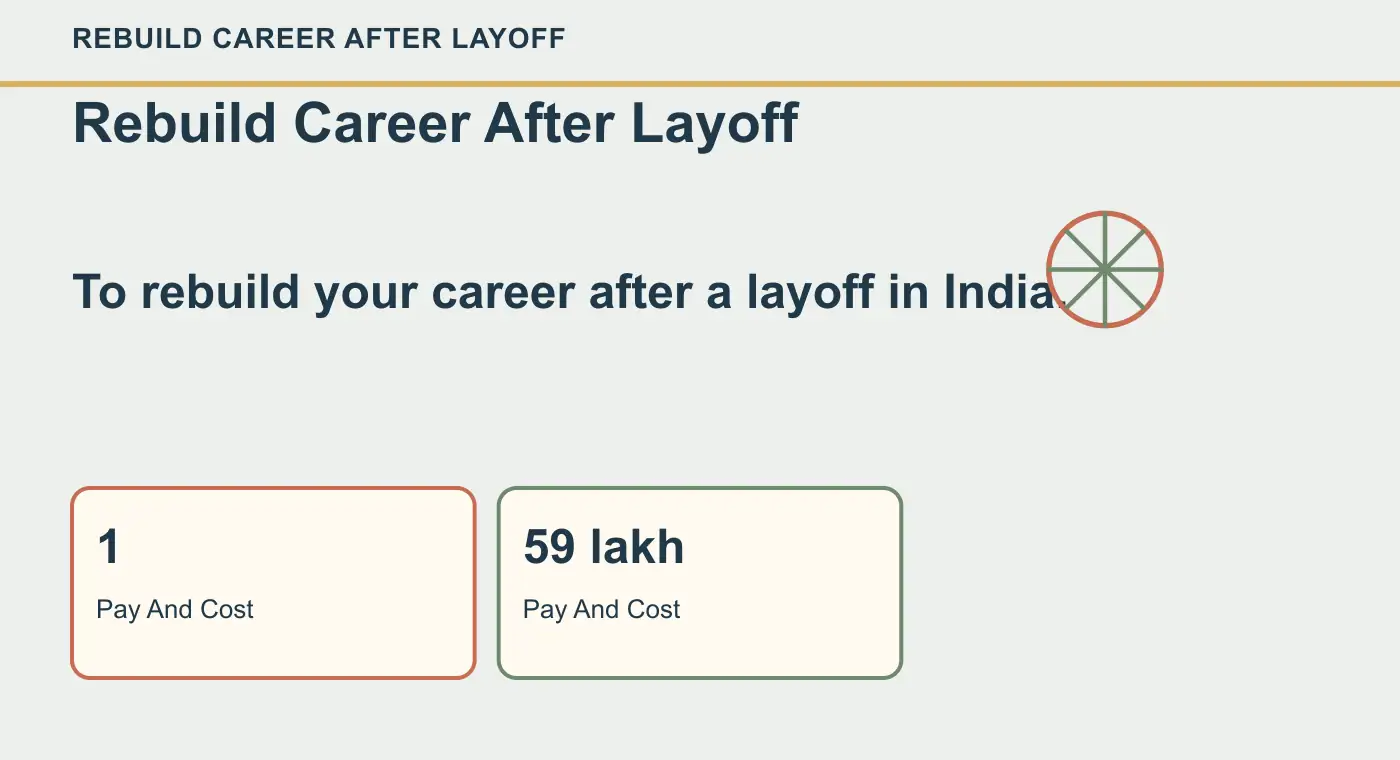 REBUILD CAREER AFTER LAYOFF
Rebuild Career After Layoff
To rebuild your career after a layoff in India.
1
Pay And Cost
59 lakh
Pay And Cost